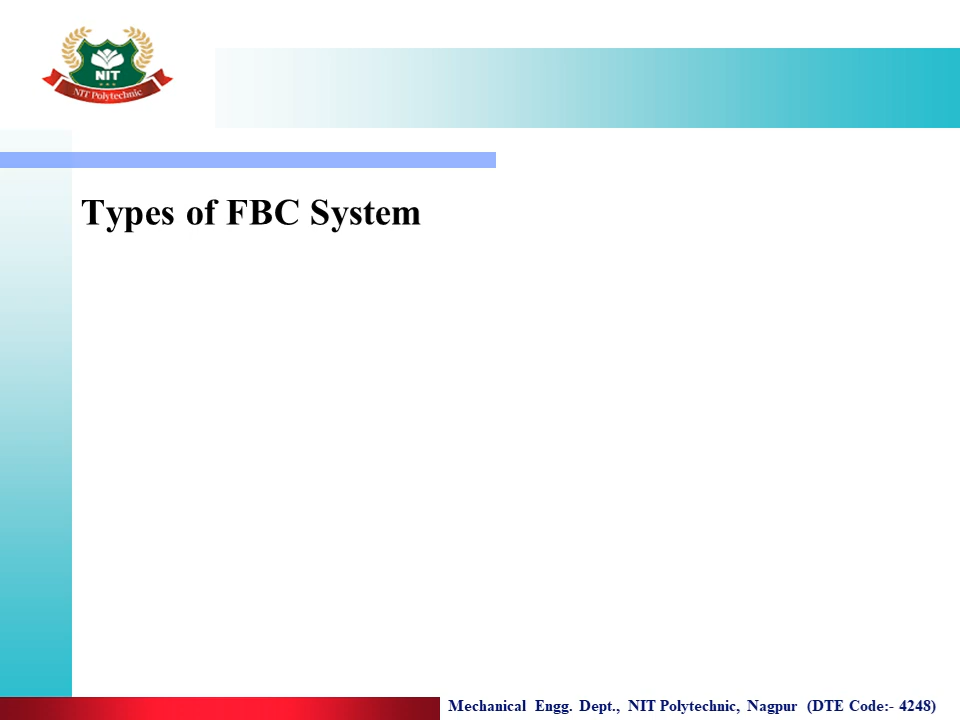 NIT
NIT Polytechnic
Types of FBC System
Mechanical Engg. Dept., NIT Polytechnic, Nagpur (DTE Code:- 4248)